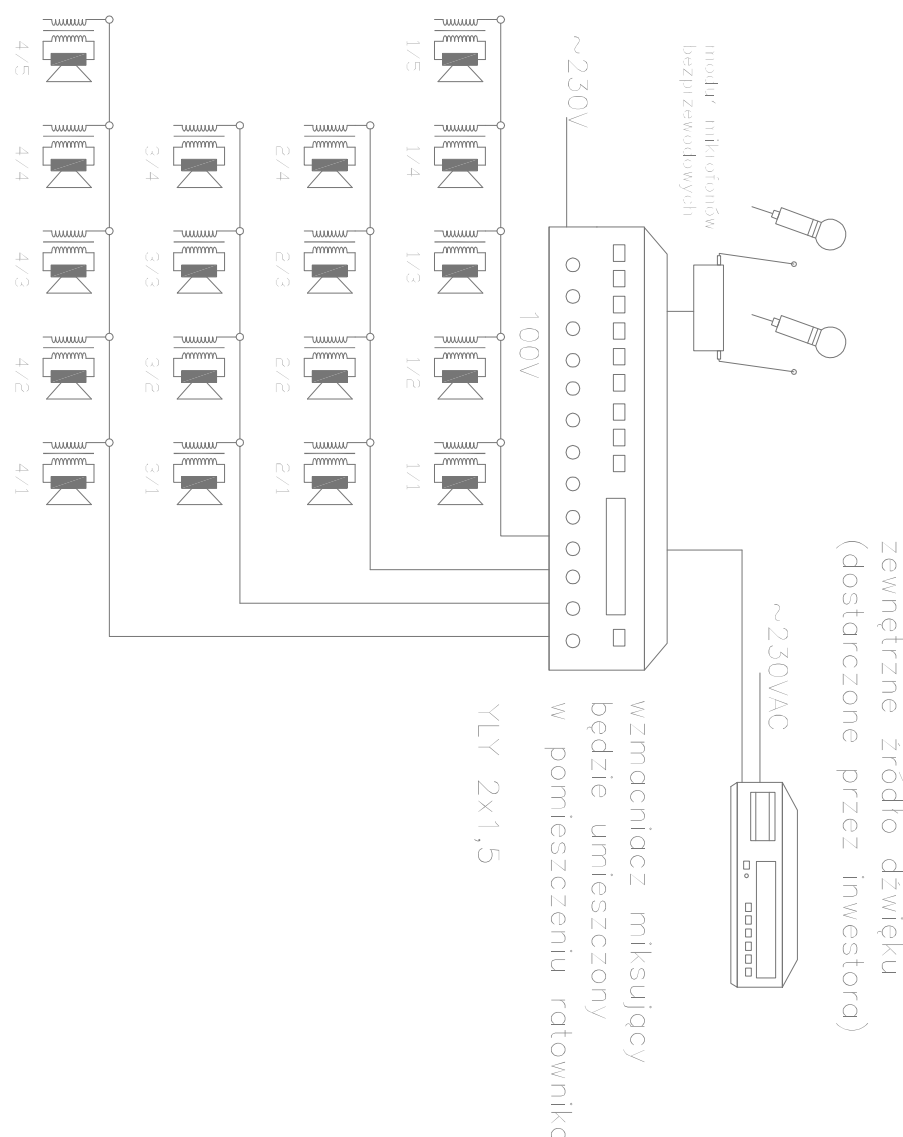 zewnętrzne źródło dźwięku
(dostarczone przez inwestora)
~230VAC
moduł mikrofonów
bezprzewodowych
wzmacniacz miksujący
będzie umieszczony
w pomieszczeniu ratownika
~230V
100V
YLY 2x1,5
1/5 1/4 1/3 1/2 1/1
2/4 2/3 2/2 2/1
3/4 3/3 3/2 3/1
4/5 4/4 4/3 4/2 4/1